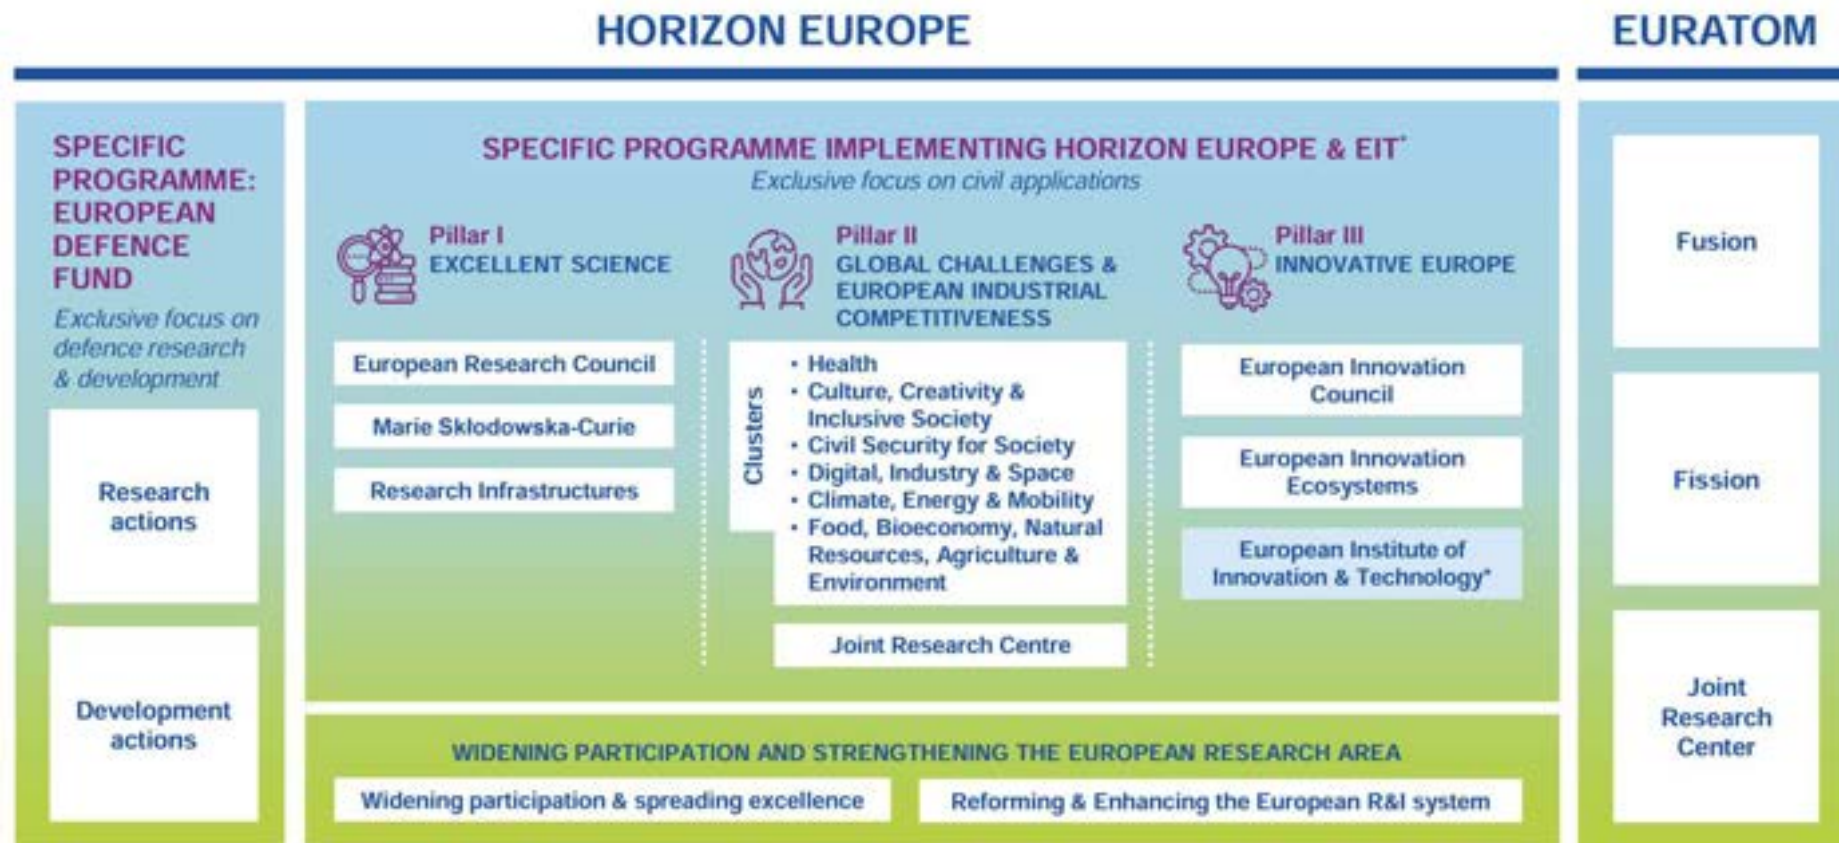 HORIZON EUROPE
EURATOM
SPECIFIC
PROGRAMME:
EUROPEAN
DEFENCE
FUND
Exclusive focus on
defence research
& development
Research
actions
Development
actions
SPECIFIC PROGRAMME IMPLEMENTING HORIZON EUROPE & EIT*
Exclusive focus on civil applications
Pillar I
EXCELLENT SCIENCE
European Research Council
Marie Skłodowska-Curie
Research Infrastructures
Pillar II
GLOBAL CHALLENGES &
EUROPEAN INDUSTRIAL
COMPETITIVENESS
Clusters
• Health
• Culture, Creativity &
Inclusive Society
• Civil Security for Society
• Digital, Industry & Space
• Climate, Energy & Mobility
• Food, Bioeconomy, Natural
Resources, Agriculture &
Environment
Joint Research Centre
Pillar III
INNOVATIVE EUROPE
European Innovation
Council
European Innovation
Ecosystems
European Institute of
Innovation & Technology*
WIDENING PARTICIPATION AND STRENGTHENING THE EUROPEAN RESEARCH AREA
Widening participation & spreading excellence
Reforming & Enhancing the European R&I system
Fusion
Fission
Joint
Research
Center